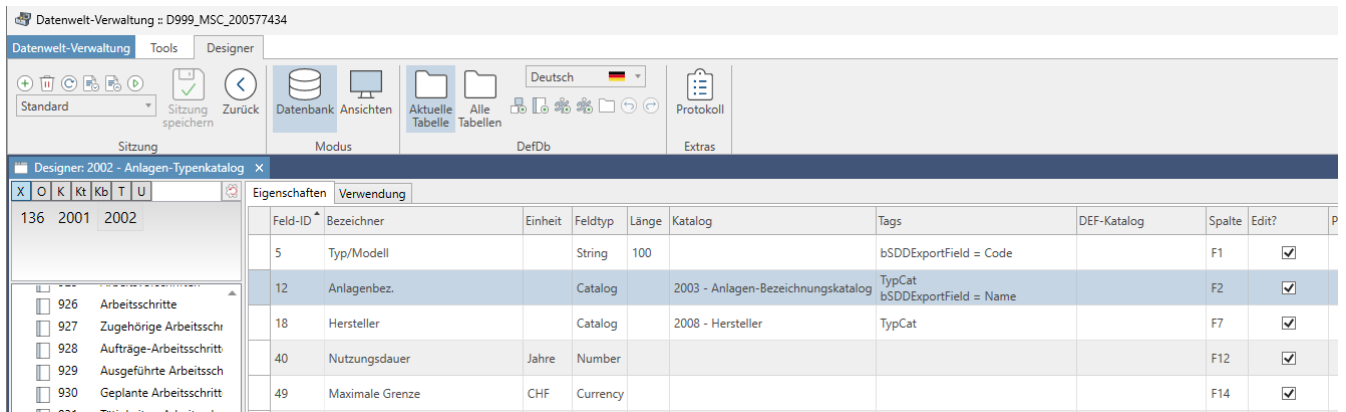 Datenwelt-Verwaltung :: D999_MSC_200577434
Datenwelt-Verwaltung Tools Designer
Standard
Sitzung speichern
Zurück
Datenbank Ansichten
Aktuelle Tabelle
Alle Tabellen
Deutsch
Protokoll
Sitzung Modus DefDb Extras
Designer: 2002 - Anlagen-Typenkatalog X
X O K Kt Kb T U
136 2001 2002
926 Arbeitsschritte
927 Zugehörige Arbeitsschr
928 Aufträge-Arbeitsschritt
929 Ausgeführte Arbeitssch
930 Geplante Arbeitsschritt
Eigenschaften Verwendung
Feld-ID Bezeichner Einheit Feldtyp Länge Katalog Tags DEF-Katalog Spalte Edit? P
5 Typ/Modell String 100 bSDDExportField = Code F1
12 Anlagenbez. Catalog 2003 - Anlagen-Bezeichnungskatalog TypCat bSDDExportField = Name F2
18 Hersteller Catalog 2008 - Hersteller TypCat F7
40 Nutzungsdauer Jahre Number F12
49 Maximale Grenze CHF Currency F14